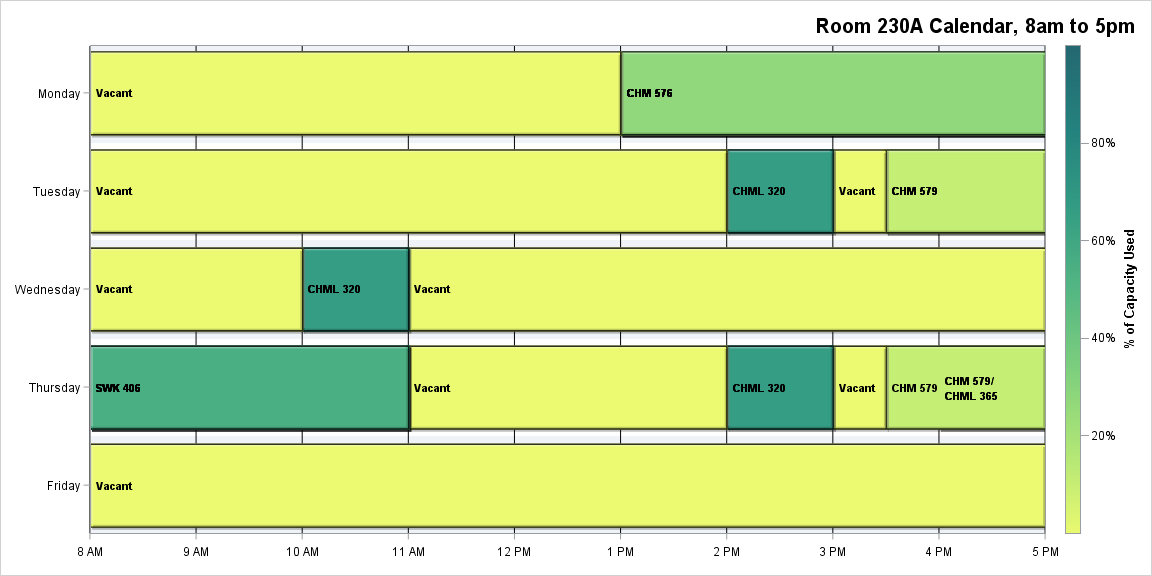 Room 230A Calendar, 8am to 5pm
Monday
Vacant
CHM 576
Tuesday
Vacant
CHML 320
Vacant
CHM 579
Wednesday
Vacant
CHML 320
Vacant
Thursday
SWK 406
Vacant
CHML 320
Vacant
CHM 579
CHM 579/
CHML 365
Friday
Vacant
8 AM
9 AM
10 AM
11 AM
12 PM
1 PM
2 PM
3 PM
4 PM
5 PM
80%
60%
40%
20%
% of Capacity Used